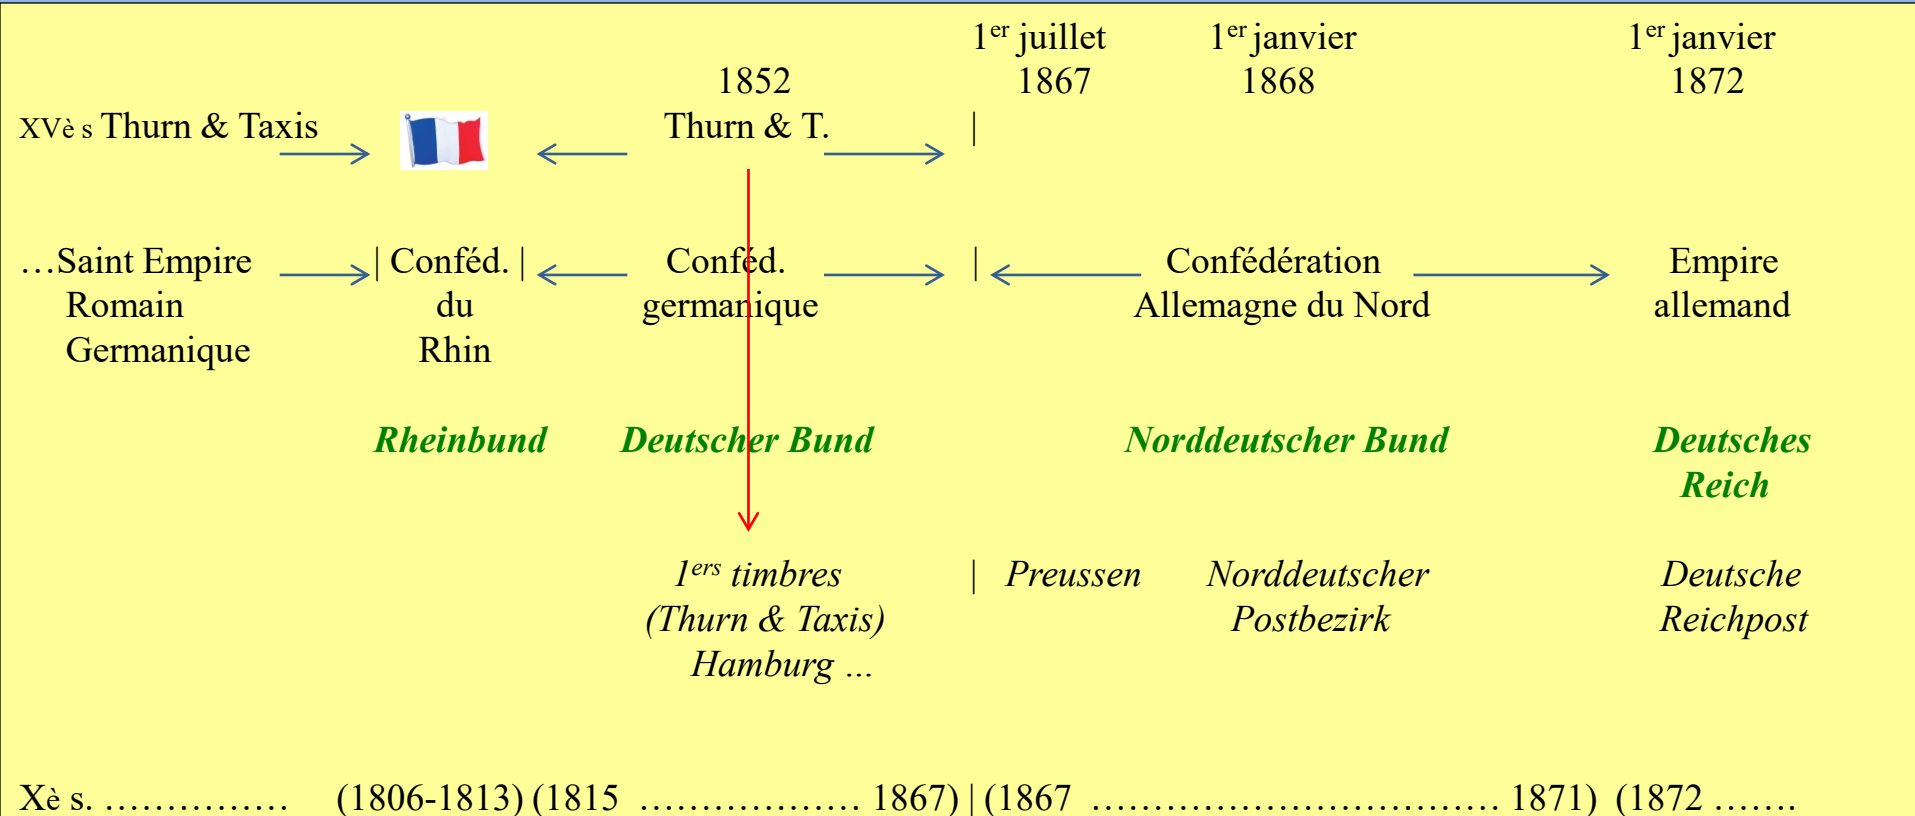 1er juillet 1er janvier 1er janvier
1852 1867 1868 1872
XVè s Thurn & Taxis Thurn & T. |
…Saint Empire | Conféd. | Conféd. | Confédération Empire
Romain du germanique Allemagne du Nord allemand
Germanique Rhin
Rheinbund Deutscher Bund Norddeutscher Bund Deutsches
Reich
1ers timbres | Preussen Norddeutscher Deutsche
(Thurn & Taxis) Postbezirk Reichpost
Hamburg ...
Xè s. …………… (1806-1813) (1815 ……………… 1867) | (1867 …………………………… 1871) (1872 …….